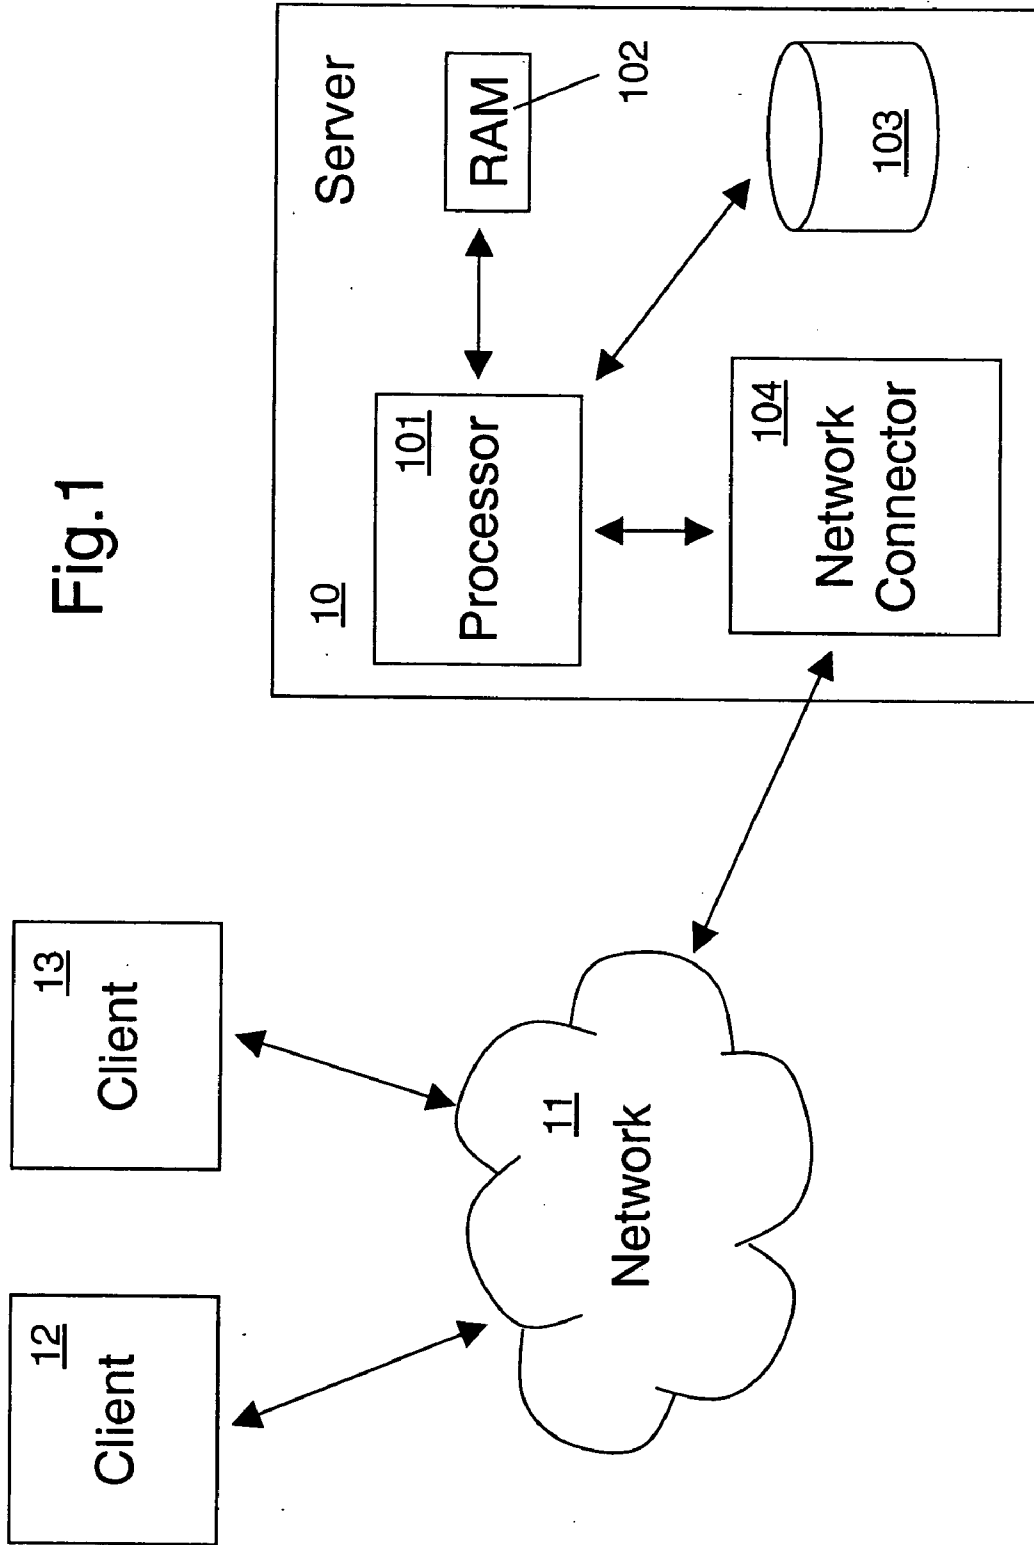 Fig.1
12
Client
13
Client
11
Network
10
Server
101
Processor
RAM
102
103
104
Network
Connector